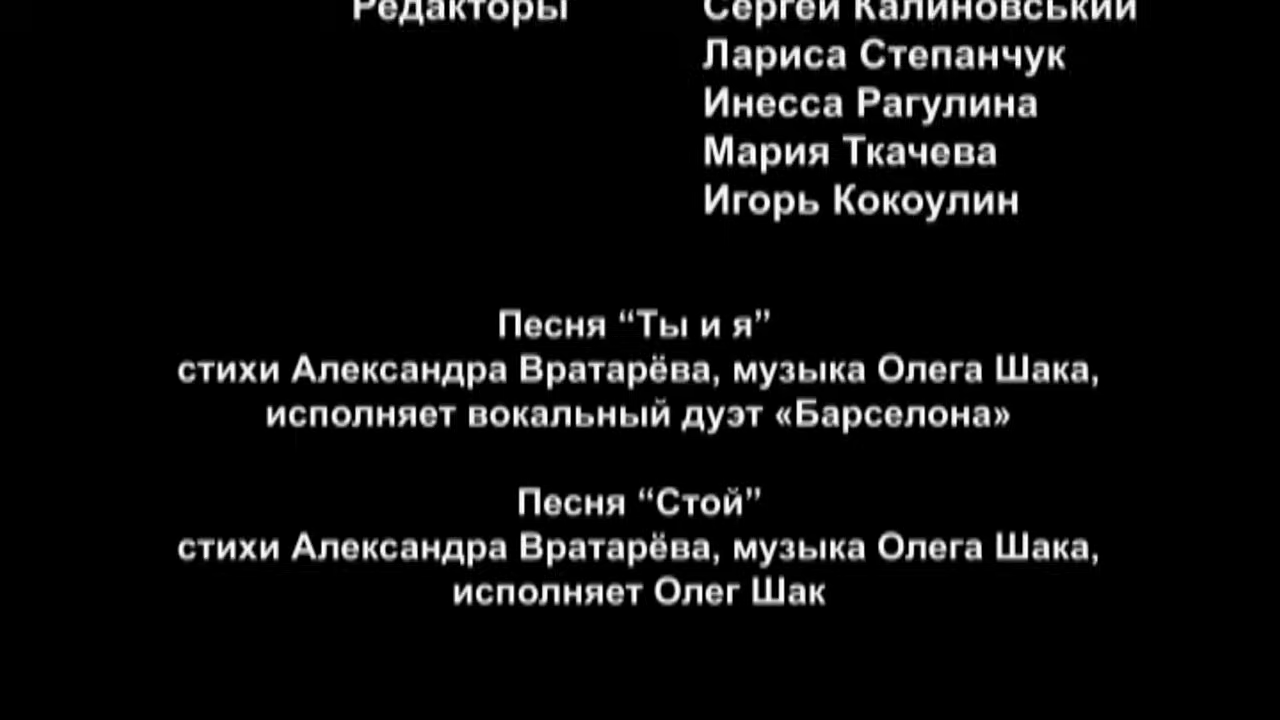 Редакторы Сергей Калиновський
Лариса Степанчук
Инесса Рагулина
Мария Ткачева
Игорь Кокоулин
Песня “Ты и я”
стихи Александра Вратарёва, музыка Олега Шака,
исполняет вокальный дуэт «Барселона»
Песня “Стой”
стихи Александра Вратарёва, музыка Олега Шака,
исполняет Олег Шак